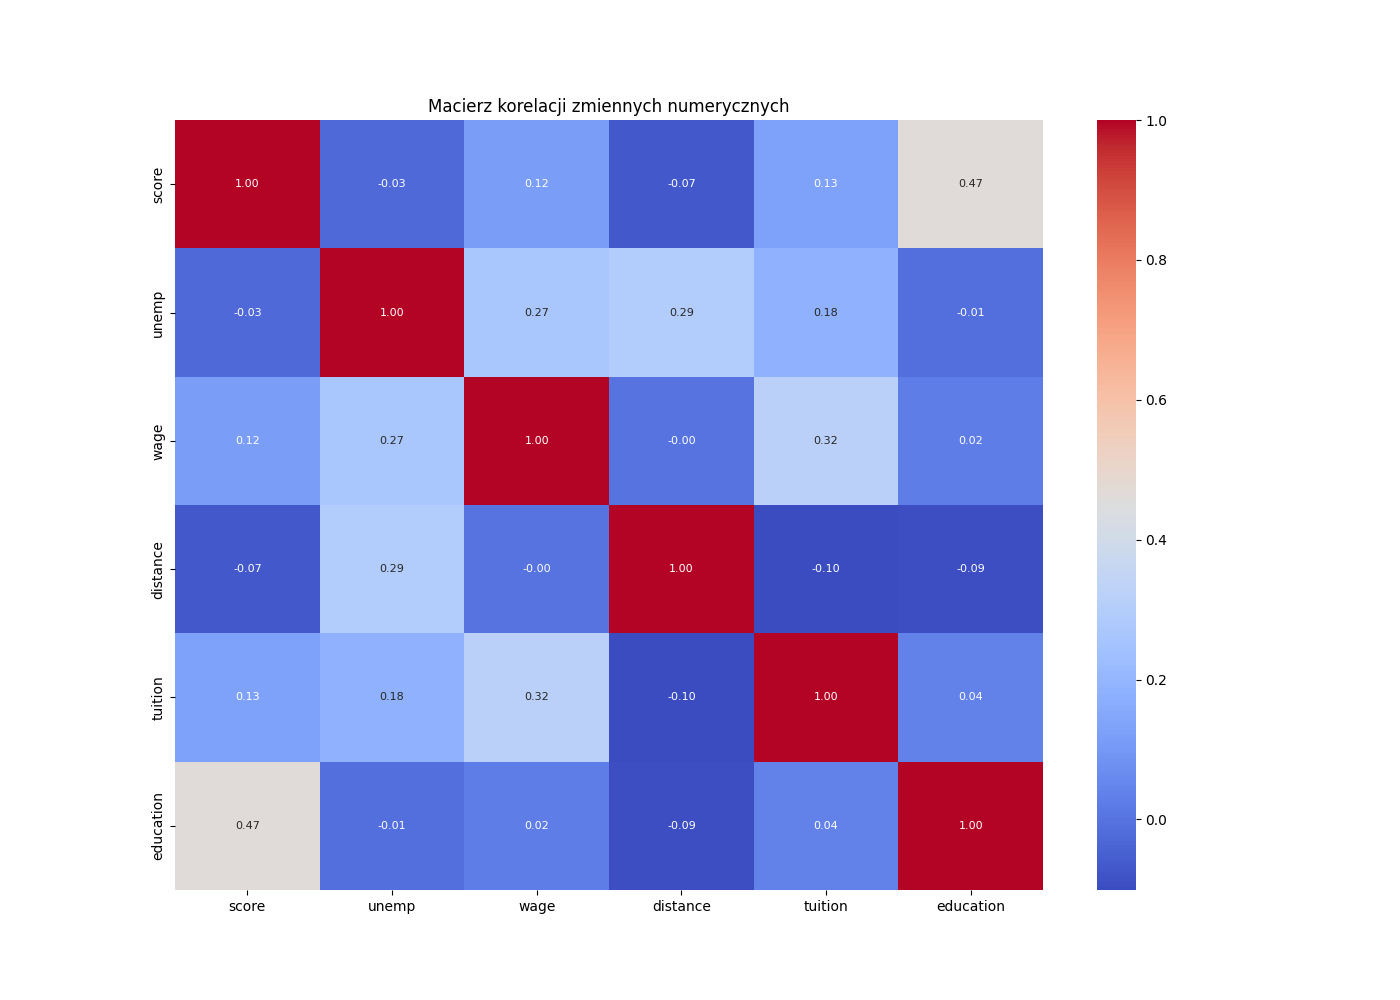 Macierz korelacji zmiennych numerycznych
score 1.00 -0.03 0.12 -0.07 0.13 0.47
unemp -0.03 1.00 0.27 0.29 0.18 -0.01
wage 0.12 0.27 1.00 -0.00 0.32 0.02
distance -0.07 0.29 -0.00 1.00 -0.10 -0.09
tuition 0.13 0.18 0.32 -0.10 1.00 0.04
education 0.47 -0.01 0.02 -0.09 0.04 1.00
score unemp wage distance tuition education
1.0
0.8
0.6
0.4
0.2
0.0